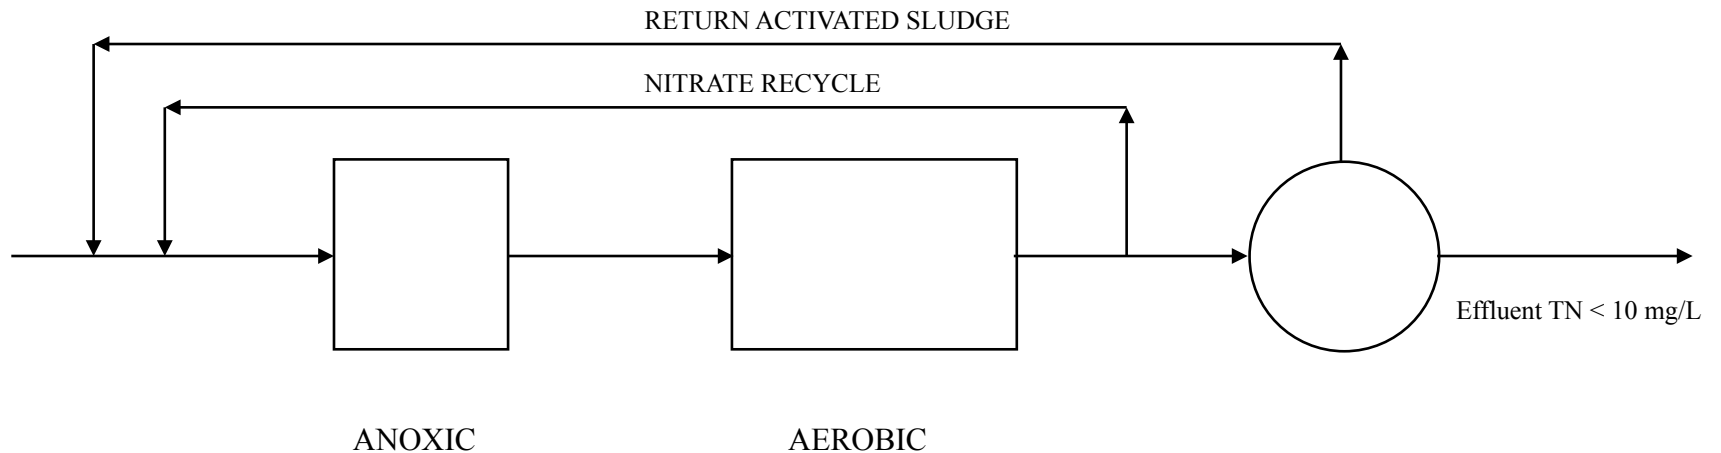 RETURN ACTIVATED SLUDGE
NITRATE RECYCLE
Effluent TN < 10 mg/L
ANOXIC
AEROBIC